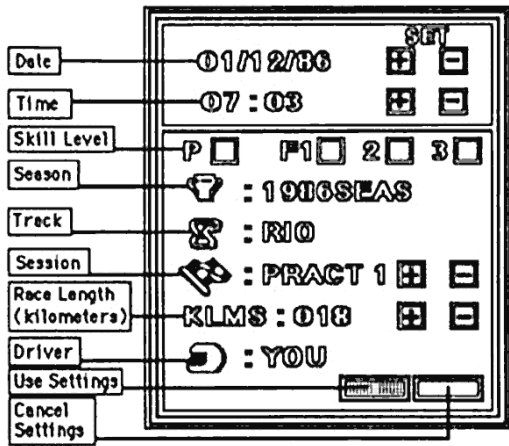 SET
Date 01/12/86 + -
Time 07 : 03 + -
Skill Level P F1 2 3
Season : 1986SEAS
Track : RIO
Session : PRACT 1 + -
Race Length (kilometers) KLMS : 018 + -
Driver : YOU
Use Settings
Cancel Settings